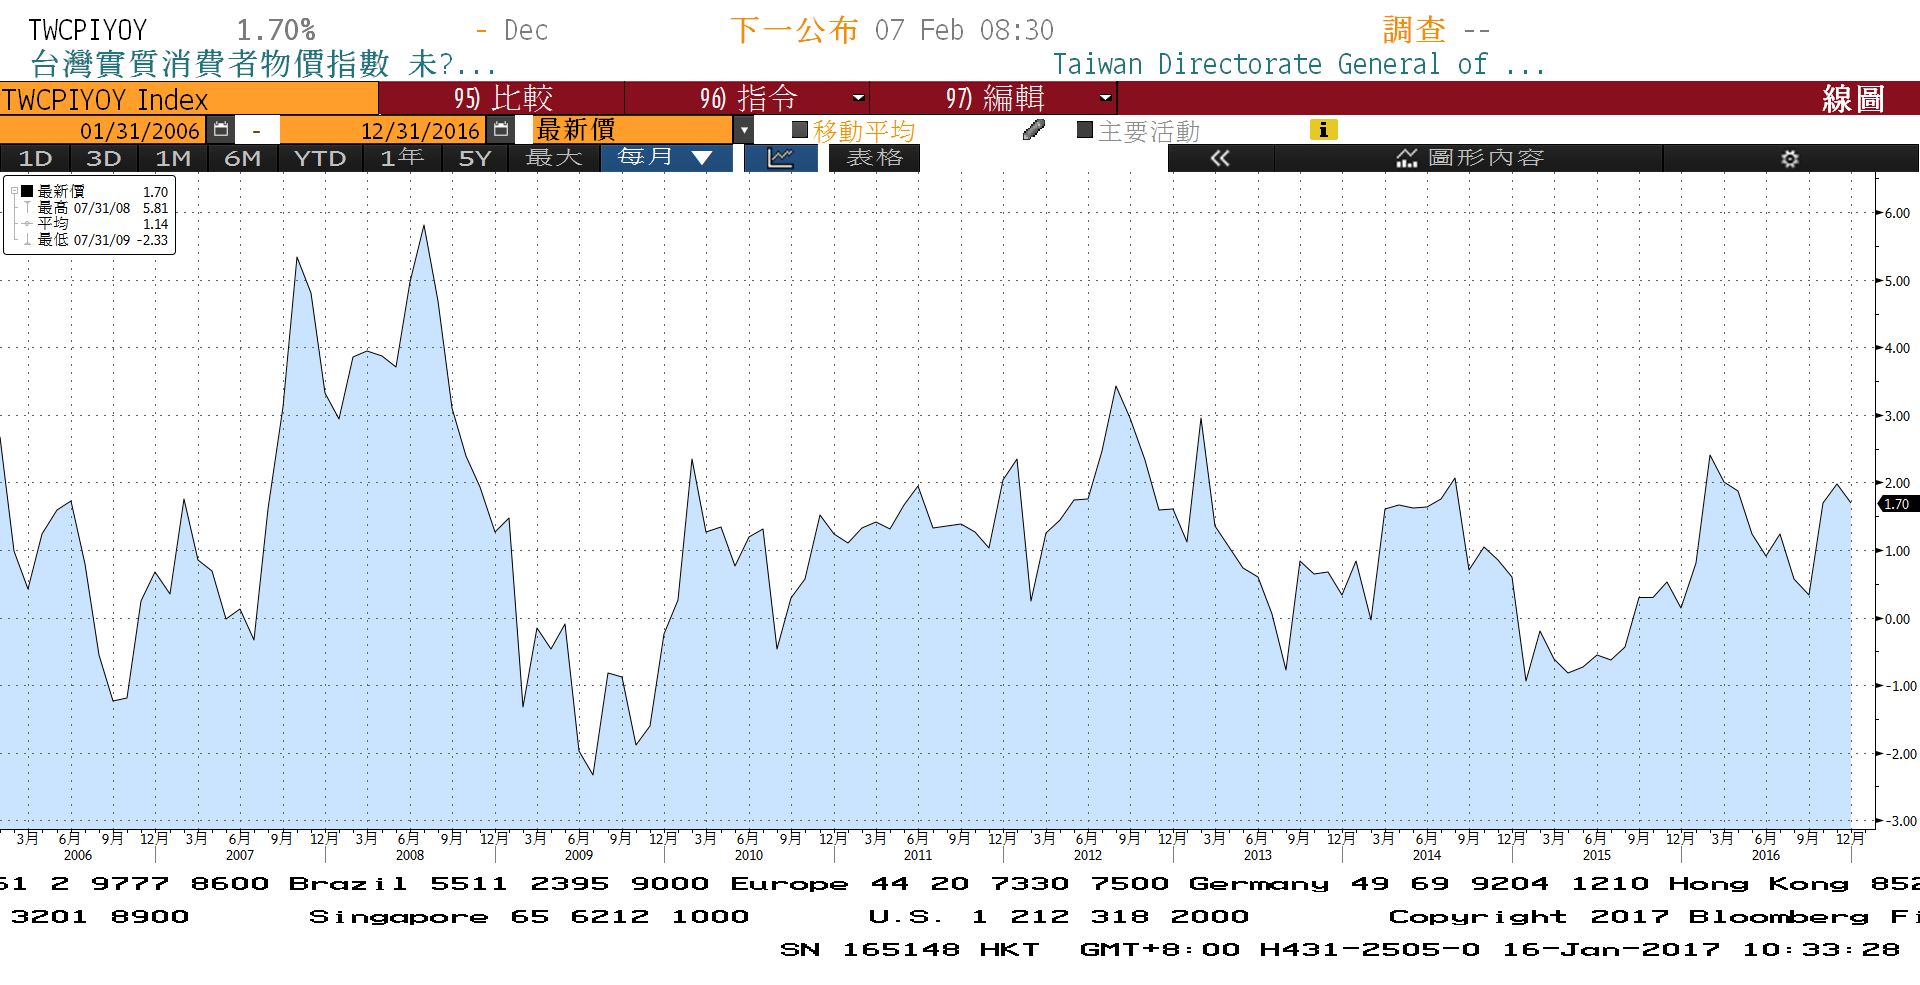 TWCPIYOY 1.70% - Dec 下一公布 07 Feb 08:30 調查 --
台灣實質消費者物價指數 未?... Taiwan Directorate General of ...
TWCPIYOY Index 95) 比較 96) 指令 97) 編輯 線圖
01/31/2006 - 12/31/2016 最新價 移動平均 主要活動
1D 3D 1M 6M YTD 1年 5Y 最大 每月 表格 圖形內容
最新價 1.70
最高 07/31/08 5.81
平均 1.14
最低 07/31/09 -2.33
6.00
5.00
4.00
3.00
2.00
1.70
1.00
0.00
-1.00
-2.00
-3.00
3月 6月 9月 12月 3月 6月 9月 12月 3月 6月 9月 12月 3月 6月 9月 12月 3月 6月 9月 12月 3月 6月 9月 12月 3月 6月 9月 12月 3月 6月 9月 12月 3月 6月 9月 12月 3月 6月 9月 12月 3月 6月 9月 12月
2006 2007 2008 2009 2010 2011 2012 2013 2014 2015 2016
61 2 9777 8600 Brazil 5511 2395 9000 Europe 44 20 7330 7500 Germany 49 69 9204 1210 Hong Kong 852
3201 8900 Singapore 65 6212 1000 U.S. 1 212 318 2000 Copyright 2017 Bloomberg Fi
SN 165148 HKT GMT+8:00 H431-2505-0 16-Jan-2017 10:33:28